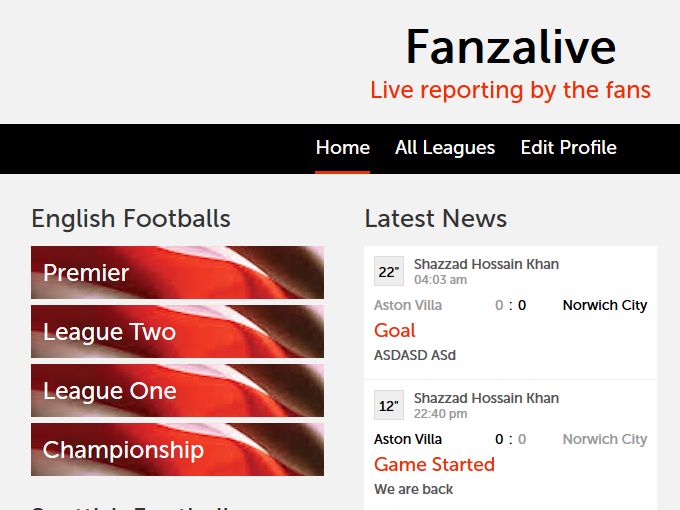 Fanzalive
Live reporting by the fans
Home All Leagues Edit Profile
English Footballs
Premier
League Two
League One
Championship
Latest News
22"
Shazzad Hossain Khan
04:03 am
Aston Villa 0 : 0 Norwich City
Goal
ASDASD ASd
12"
Shazzad Hossain Khan
22:40 pm
Aston Villa 0 : 0 Norwich City
Game Started
We are back